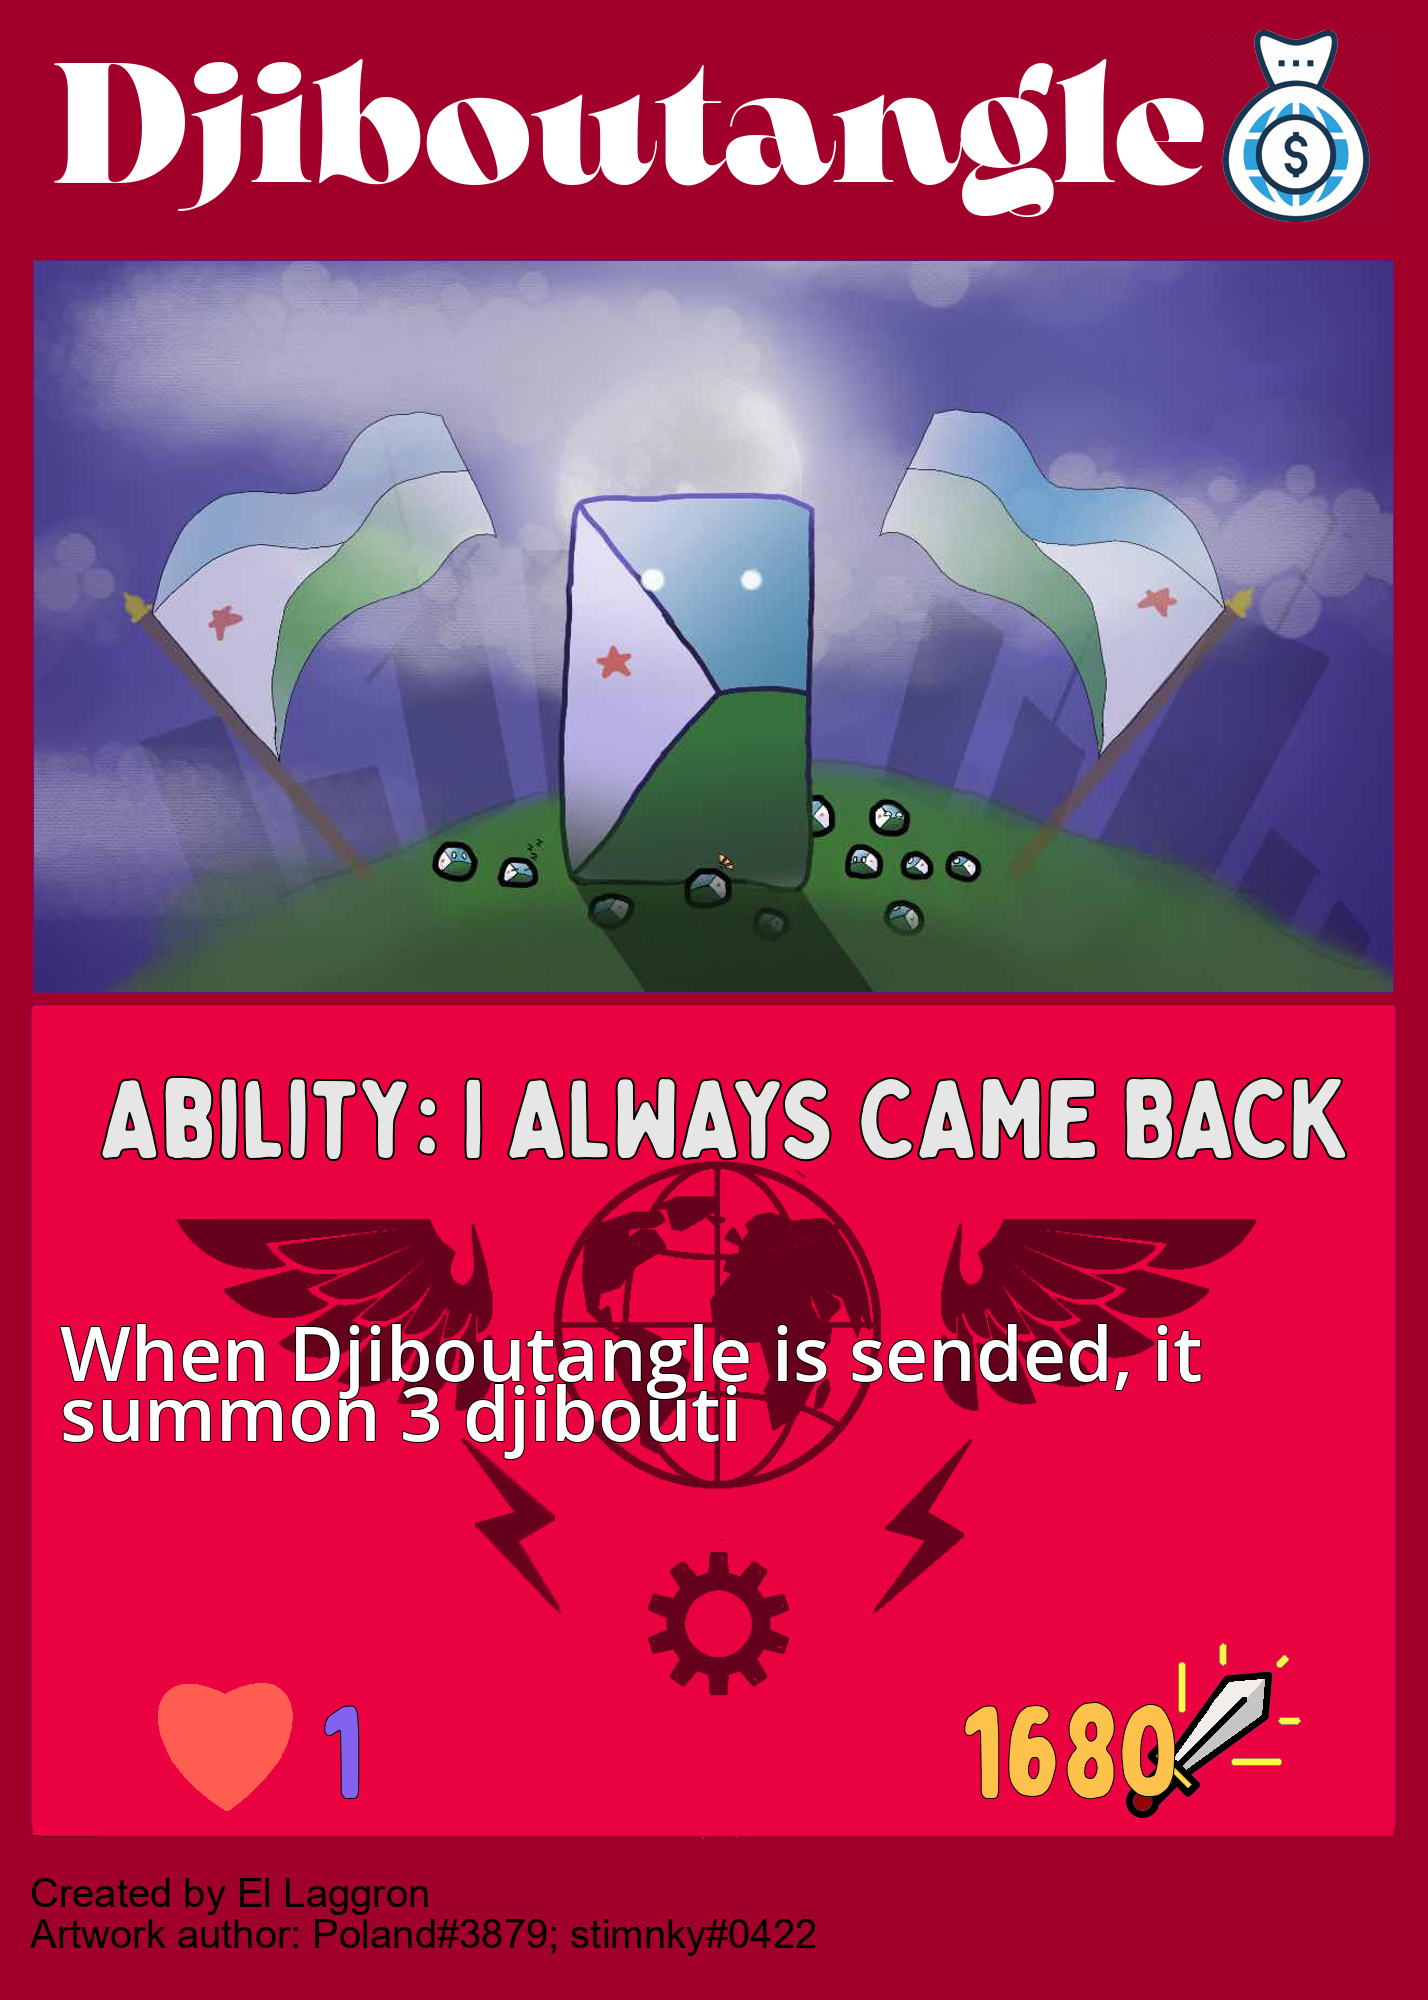 Djiboutangle
$
z z
z
z
ABILITY: I ALWAYS CAME BACK
When Djiboutangle is sended, it
summon 3 djibouti
1
1680
Created by El Laggron
Artwork author: Poland#3879; stimnky#0422